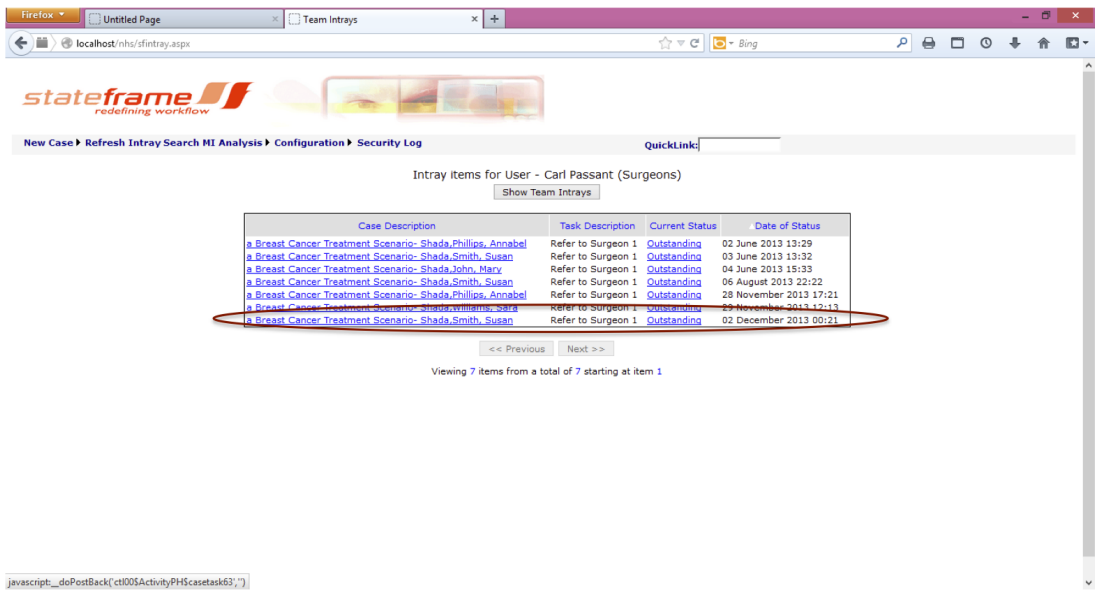 Firefox
Untitled Page
Team Intrays
localhost/nhs/sfintray.aspx
Bing
stateframe
redefining workflow
New Case Refresh Intray Search MI Analysis Configuration Security Log QuickLink:
Intray items for User - Carl Passant (Surgeons)
Show Team Intrays
Case Description Task Description Current Status Date of Status
a Breast Cancer Treatment Scenario- Shada,Phillips, Annabel Refer to Surgeon 1 Outstanding 02 June 2013 13:29
a Breast Cancer Treatment Scenario- Shada,Smith, Susan Refer to Surgeon 1 Outstanding 03 June 2013 13:32
a Breast Cancer Treatment Scenario- Shada,John, Mary Refer to Surgeon 1 Outstanding 04 June 2013 15:33
a Breast Cancer Treatment Scenario- Shada,Smith, Susan Refer to Surgeon 1 Outstanding 06 August 2013 22:22
a Breast Cancer Treatment Scenario- Shada,Phillips, Annabel Refer to Surgeon 1 Outstanding 28 November 2013 17:21
a Breast Cancer Treatment Scenario- Shada,Williams, Sara Refer to Surgeon 1 Outstanding 29 November 2013 12:13
a Breast Cancer Treatment Scenario- Shada,Smith, Susan Refer to Surgeon 1 Outstanding 02 December 2013 00:21
<< Previous Next >>
Viewing 7 items from a total of 7 starting at item 1
javascript:__doPostBack('ctl00$ActivityPH$casetask63','')